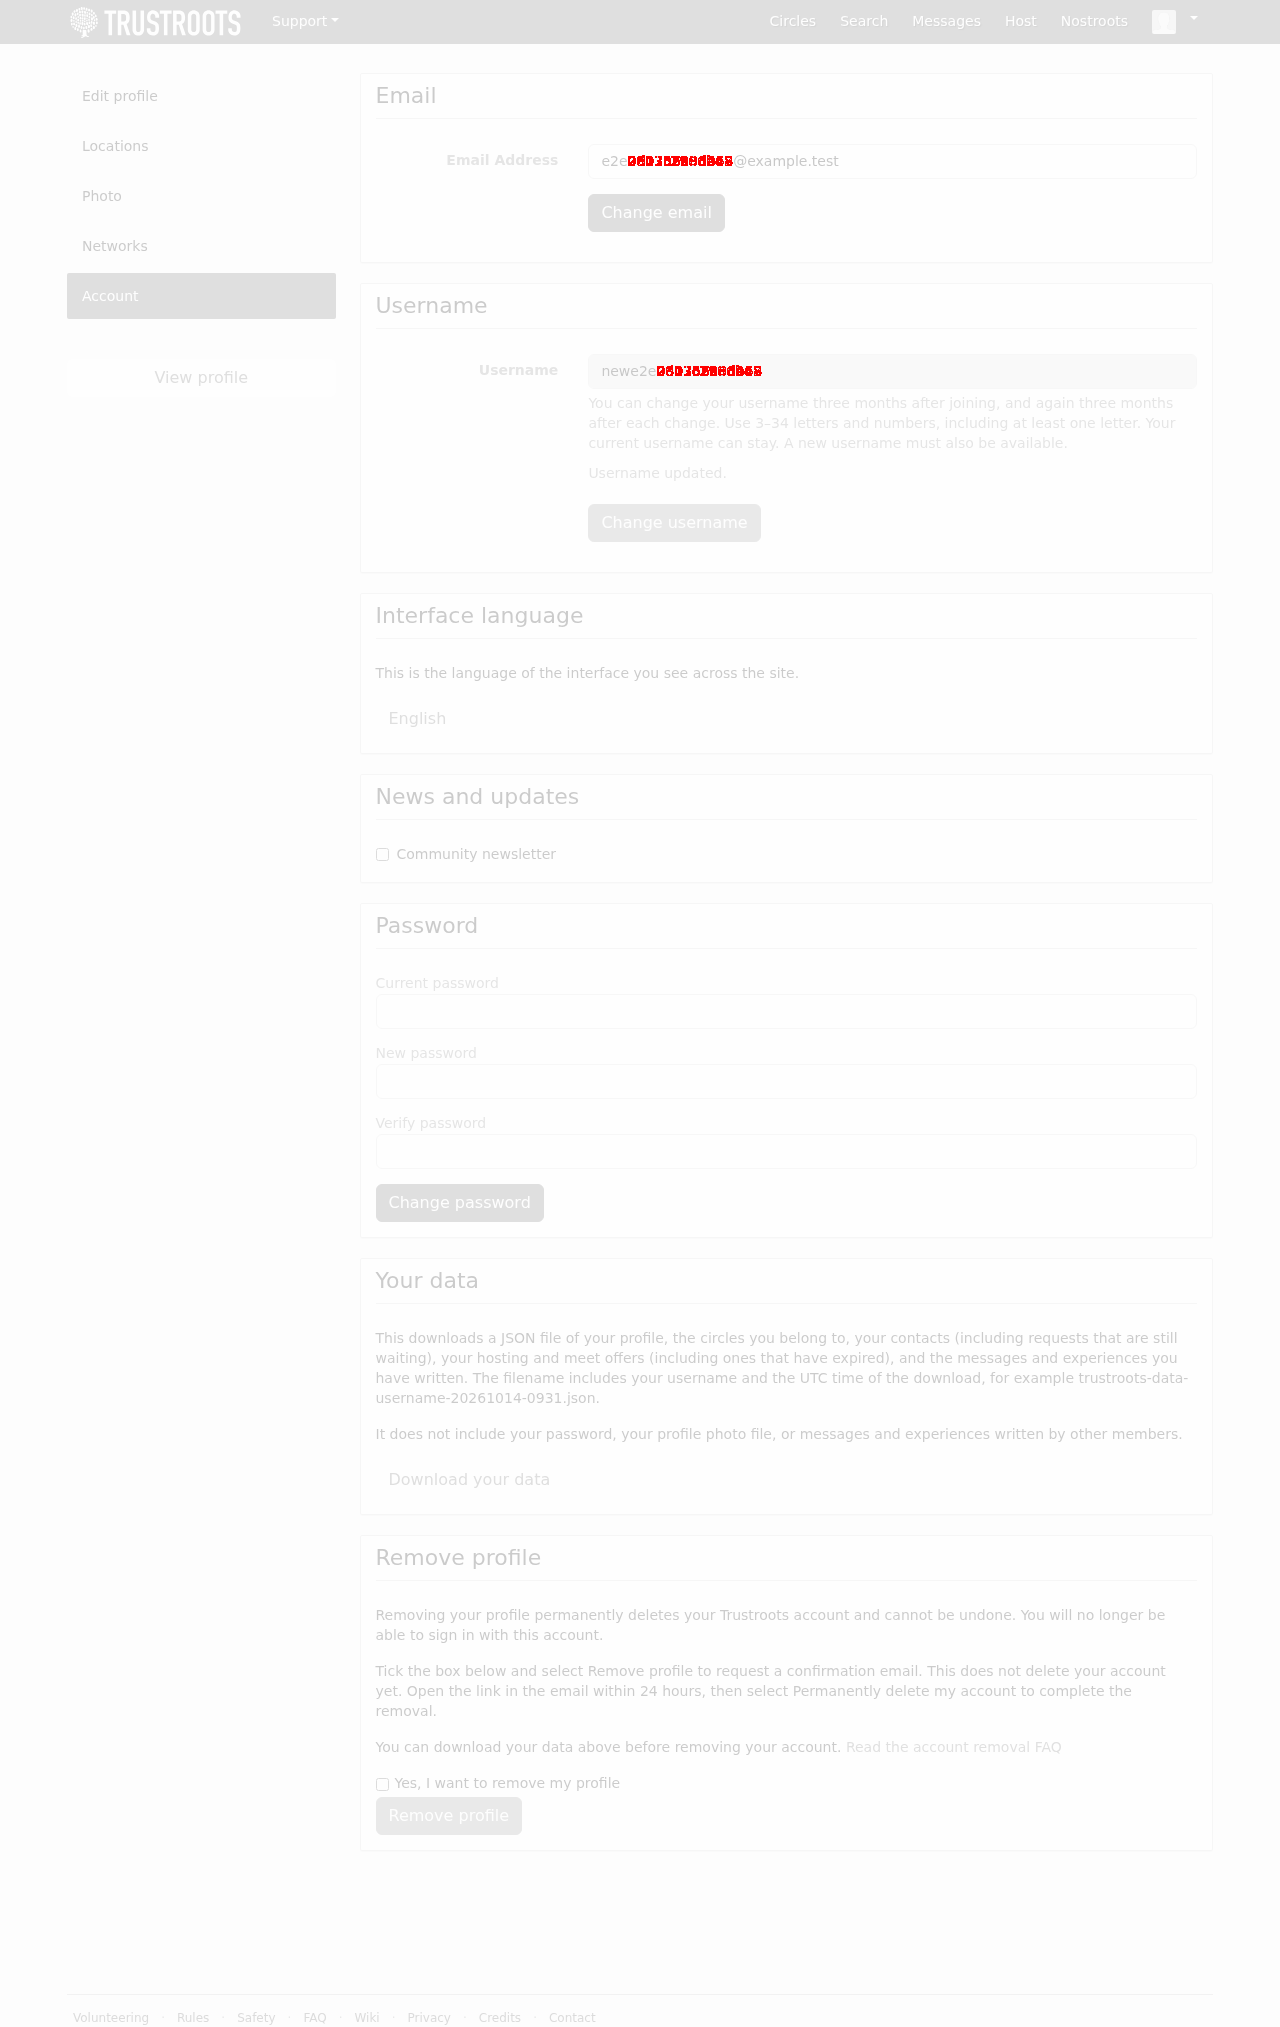 TRUSTROOTS
Support
Circles
Search
Messages
Host
Nostroots
Edit profile
Locations
Photo
Networks
Account
View profile
Email
Email Address
@example.test
Change email
Username
Username
You can change your username three months after joining, and again three months
after each change. Use 3–34 letters and numbers, including at least one letter. Your
current username can stay. A new username must also be available.
Username updated.
Change username
Interface language
This is the language of the interface you see across the site.
English
News and updates
Community newsletter
Password
Current password
New password
Verify password
Change password
Your data
This downloads a JSON file of your profile, the circles you belong to, your contacts (including requests that are still
waiting), your hosting and meet offers (including ones that have expired), and the messages and experiences you
have written. The filename includes your username and the UTC time of the download, for example trustroots-data-
username-20261014-0931.json.
It does not include your password, your profile photo file, or messages and experiences written by other members.
Download your data
Remove profile
Removing your profile permanently deletes your Trustroots account and cannot be undone. You will no longer be
able to sign in with this account.
Tick the box below and select Remove profile to request a confirmation email. This does not delete your account
yet. Open the link in the email within 24 hours, then select Permanently delete my account to complete the
removal.
You can download your data above before removing your account. Read the account removal FAQ
Yes, I want to remove my profile
Remove profile
Volunteering · Rules · Safety · FAQ · Wiki · Privacy · Credits · Contact